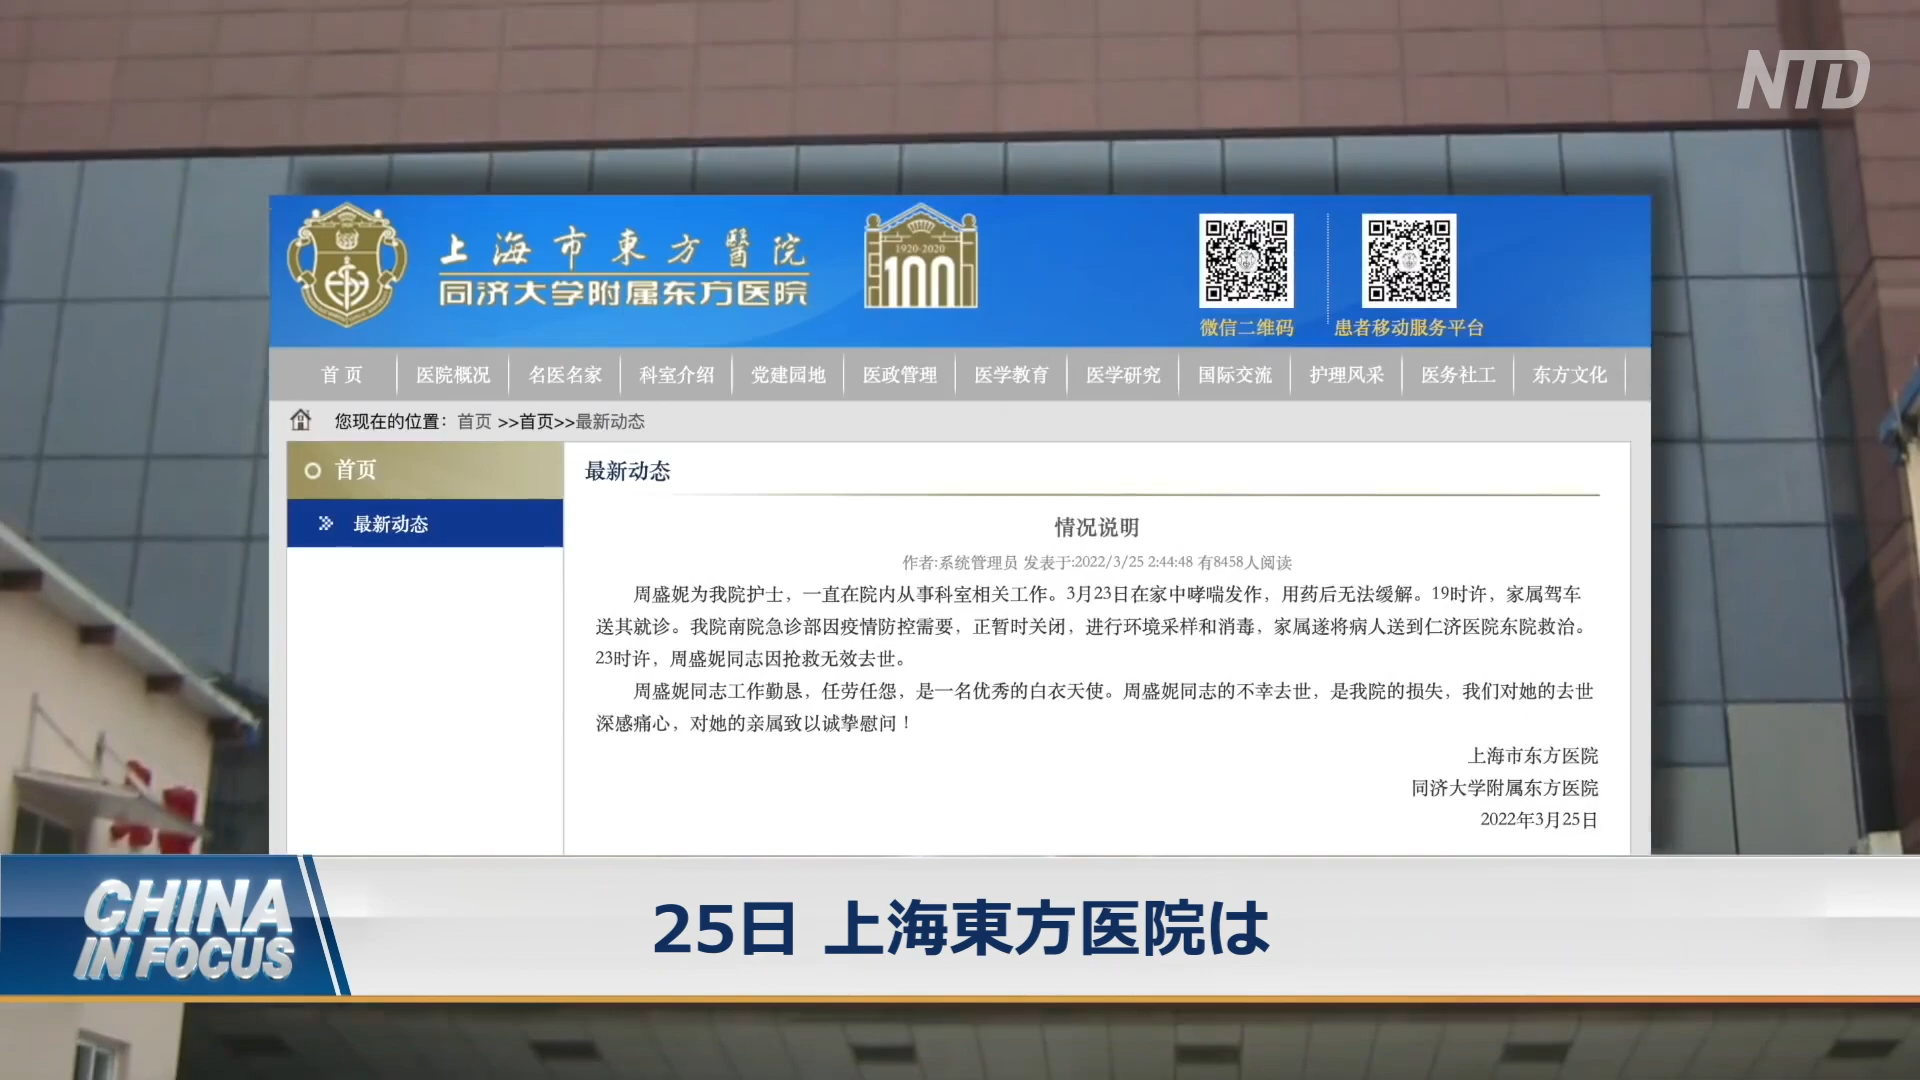 NTD
上海市東方醫院
同济大学附属东方医院
1920-2020
100
微信二维码
患者移动服务平台
首页 医院概况 名医名家 科室介绍 党建园地 医政管理 医学教育 医学研究 国际交流 护理风采 医务社工 东方文化
您现在的位置：首页 >>首页>>最新动态
首页
最新动态
最新动态
情况说明
作者:系统管理员 发表于:2022/3/25 2:44:48 有8458人阅读
周盛妮为我院护士，一直在院内从事科室相关工作。3月23日在家中哮喘发作，用药后无法缓解。19时许，家属驾车
送其就诊。我院南院急诊部因疫情防控需要，正暂时关闭，进行环境采样和消毒，家属遂将病人送到仁济医院东院救治。
23时许，周盛妮同志因抢救无效去世。
周盛妮同志工作勤恳，任劳任怨，是一名优秀的白衣天使。周盛妮同志的不幸去世，是我院的损失，我们对她的去世
深感痛心，对她的亲属致以诚挚慰问！
上海市东方医院
同济大学附属东方医院
2022年3月25日
CHINA
IN FOCUS
25日 上海東方医院は